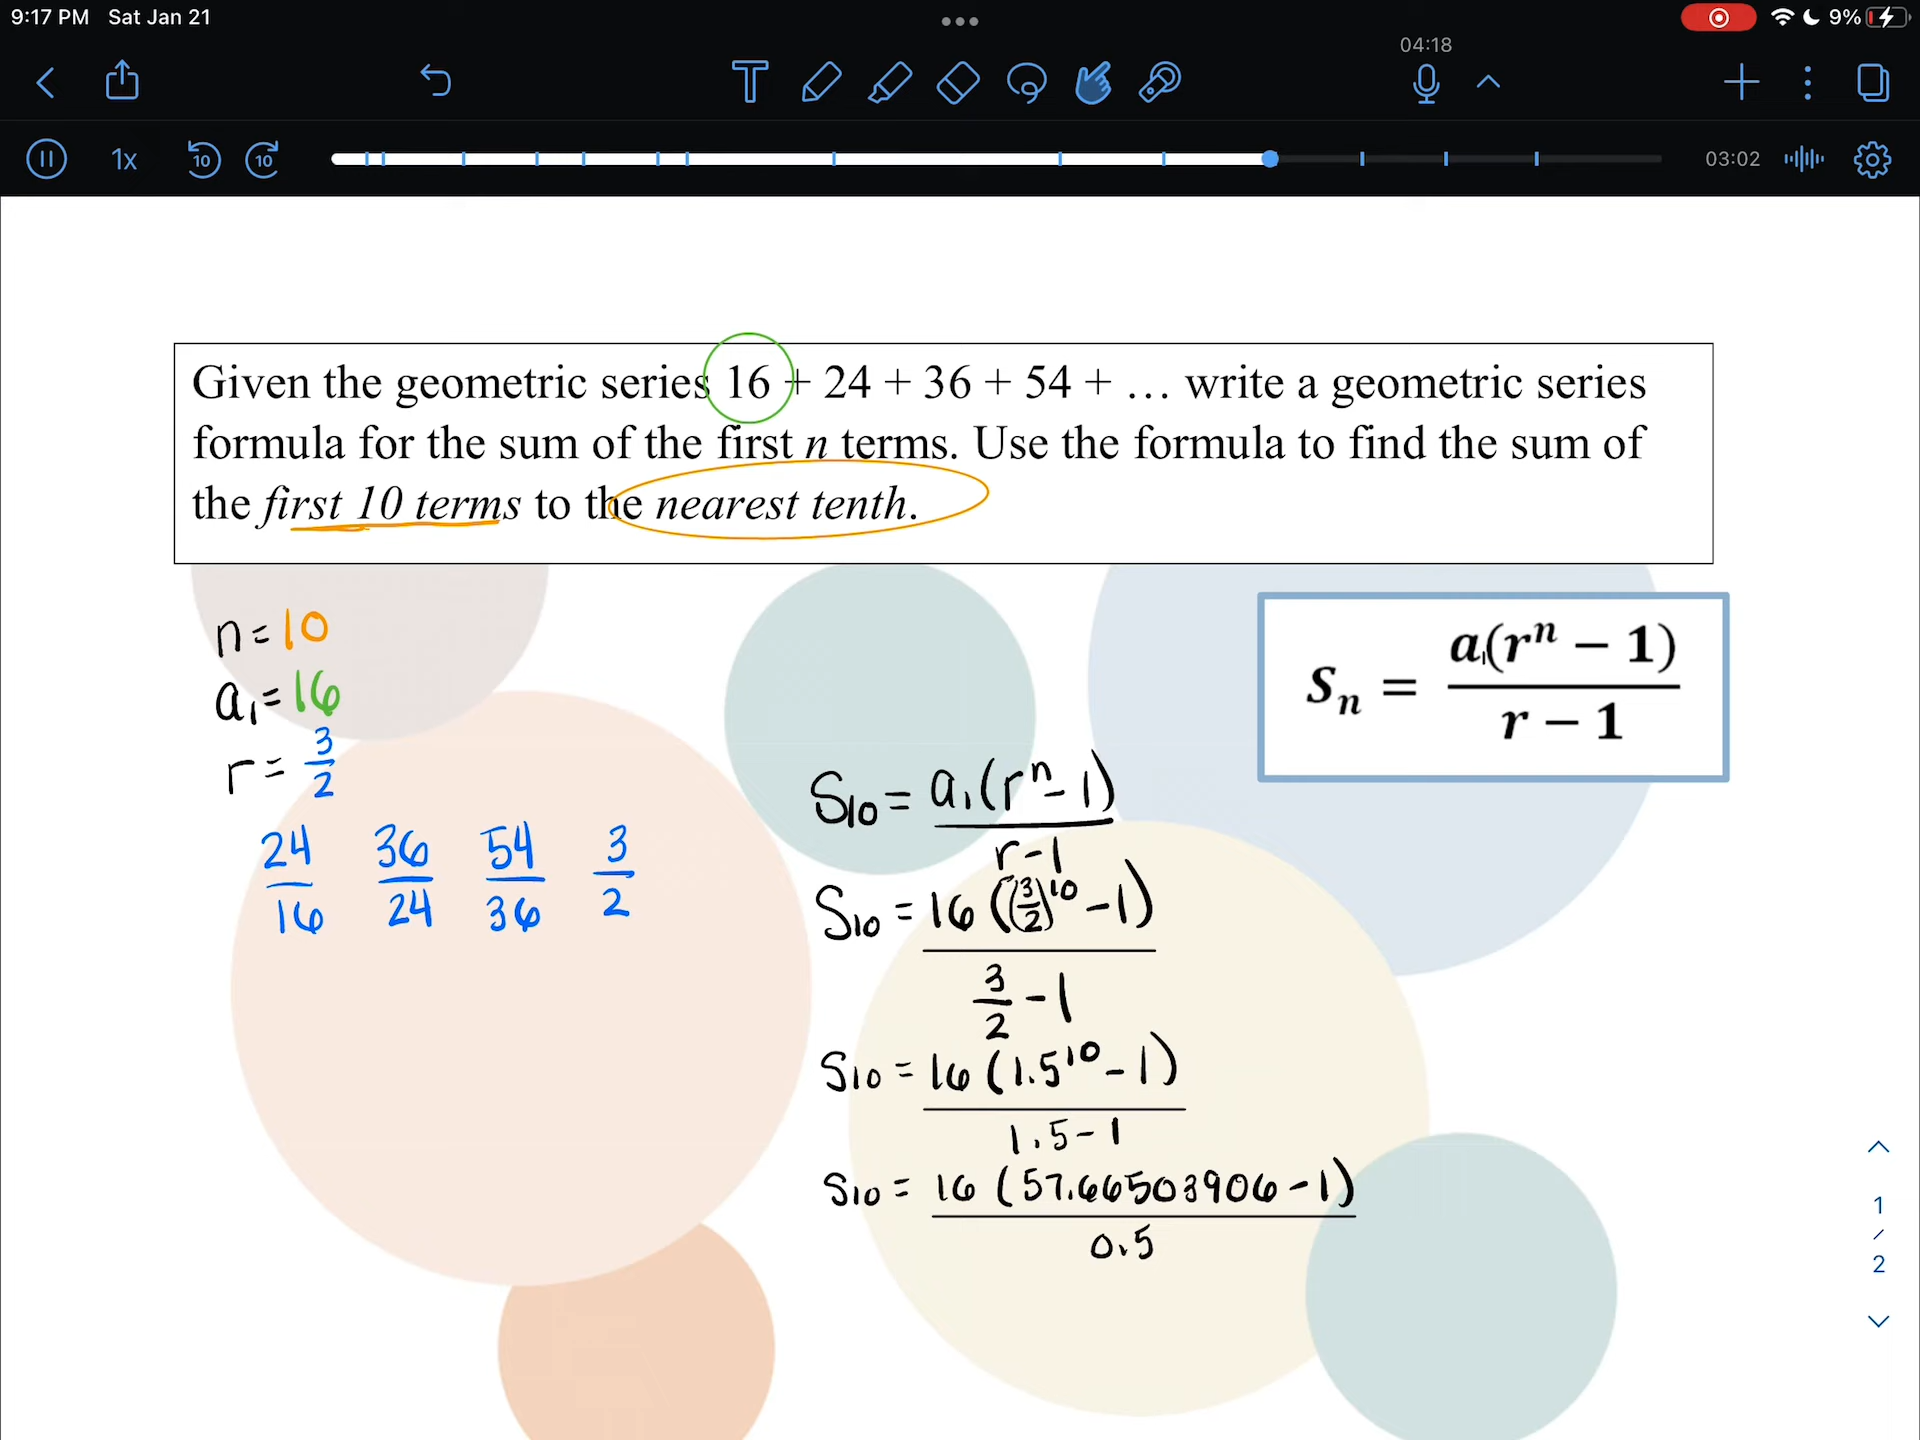 9:17 PM Sat Jan 21
9%
04:18
1x
10
10
03:02
Given the geometric series 16 + 24 + 36 + 54 + … write a geometric series
formula for the sum of the first n terms. Use the formula to find the sum of
the first 10 terms to the nearest tenth.
n = 10
a₁ = 16
r = 3/2
24/16 36/24 54/36 3/2
Sₙ = a₁(rⁿ − 1) / r − 1
S₁₀ = a₁(rⁿ − 1) / r − 1
S₁₀ = 16((3/2)¹⁰ − 1) / 3/2 − 1
S₁₀ = 16(1.5¹⁰ − 1) / 1.5 − 1
S₁₀ = 16(57.66503906 − 1) / 0.5
1
/
2